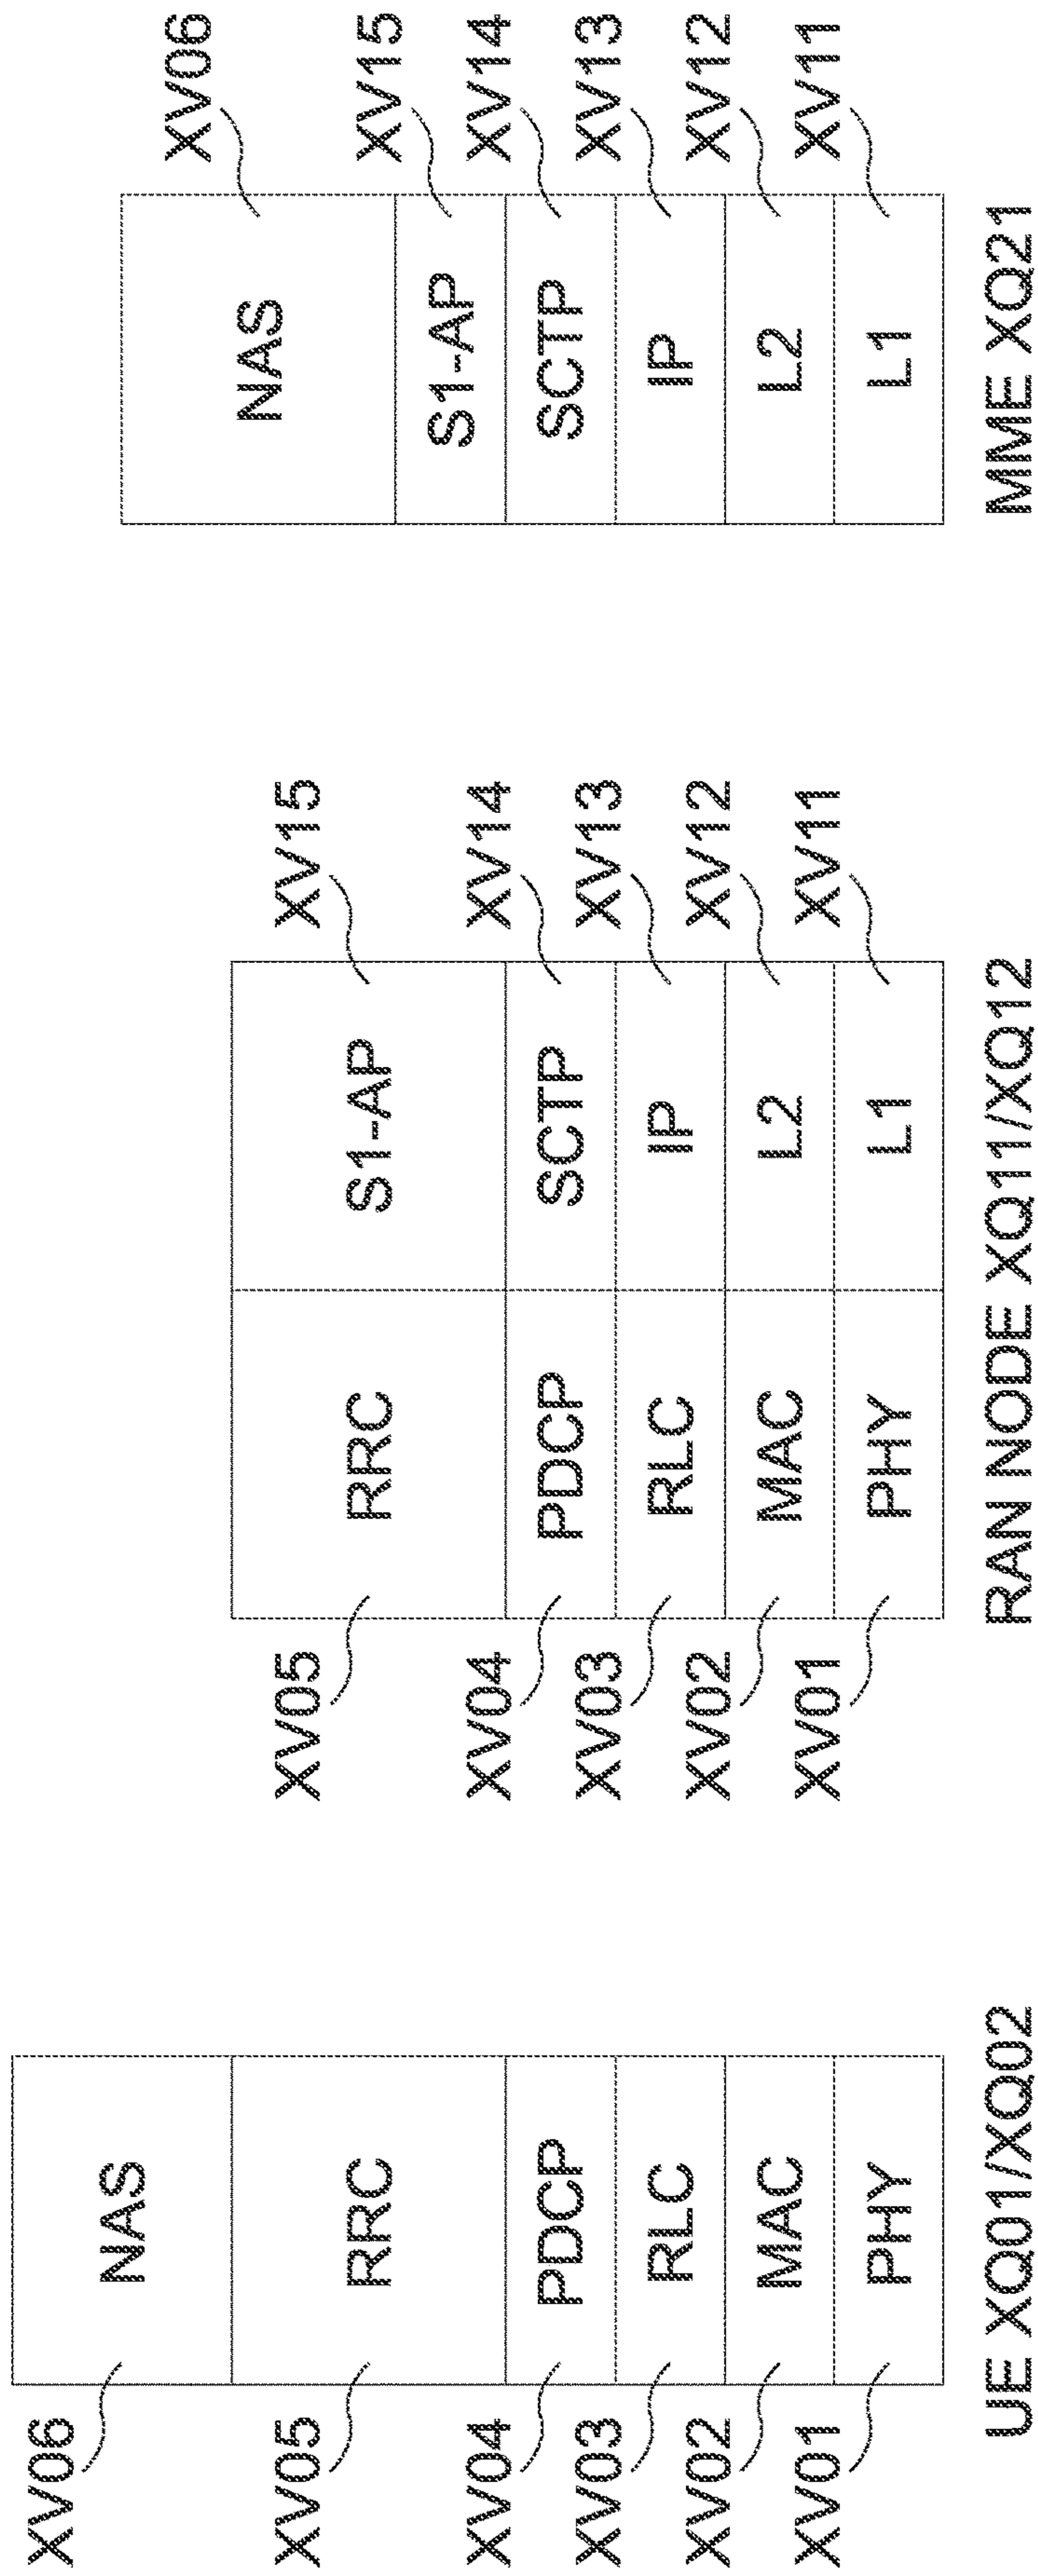 XV06
NAS
XV05
RRC
XV04
PDCP
XV03
RLC
XV02
MAC
XV01
PHY
UE XQ01/XQ02
XV05
RRC
S1-AP
XV15
XV04
PDCP
SCTP
XV14
XV03
RLC
IP
XV13
XV02
MAC
L2
XV12
XV01
PHY
L1
XV11
RAN NODE XQ11/XQ12
NAS
XV06
S1-AP
XV15
SCTP
XV14
IP
XV13
L2
XV12
L1
XV11
MME XQ21